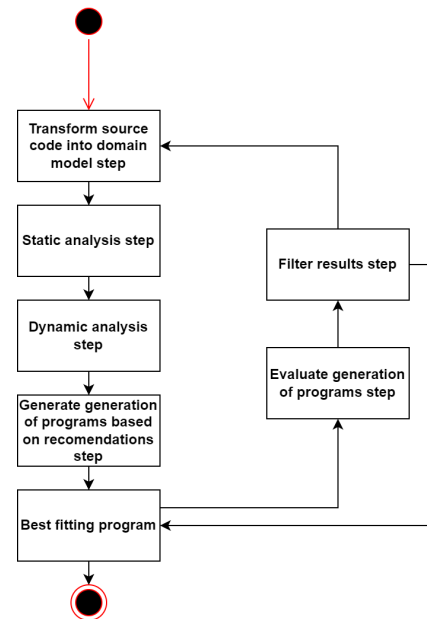 Transform source
code into domain
model step
Static analysis step
Dynamic analysis
step
Generate generation
of programs based
on recomendations
step
Best fitting program
Filter results step
Evaluate generation
of programs step